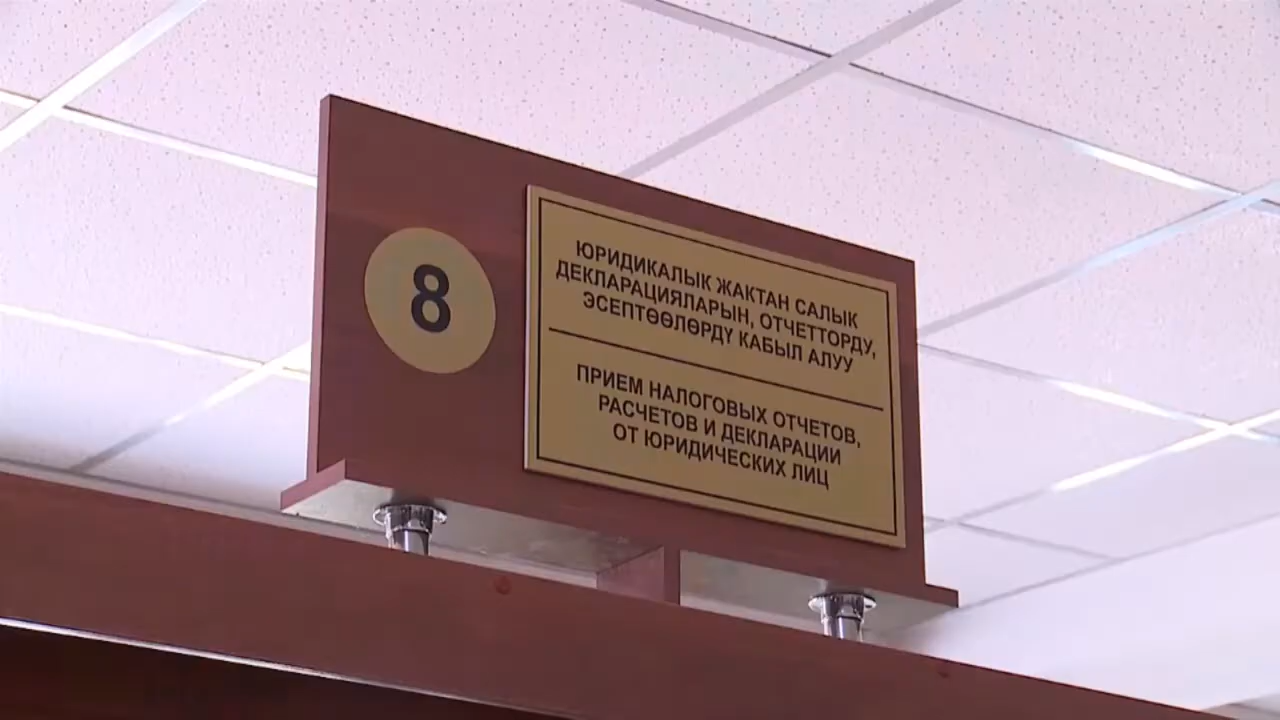 8
ЮРИДИКАЛЫК ЖАКТАН САЛЫК
ДЕКЛАРАЦИЯЛАРЫН, ОТЧЕТТОРДУ,
ЭСЕПТӨӨЛӨРДҮ КАБЫЛ АЛУУ
ПРИЕМ НАЛОГОВЫХ ОТЧЕТОВ,
РАСЧЕТОВ И ДЕКЛАРАЦИИ
ОТ ЮРИДИЧЕСКИХ ЛИЦ